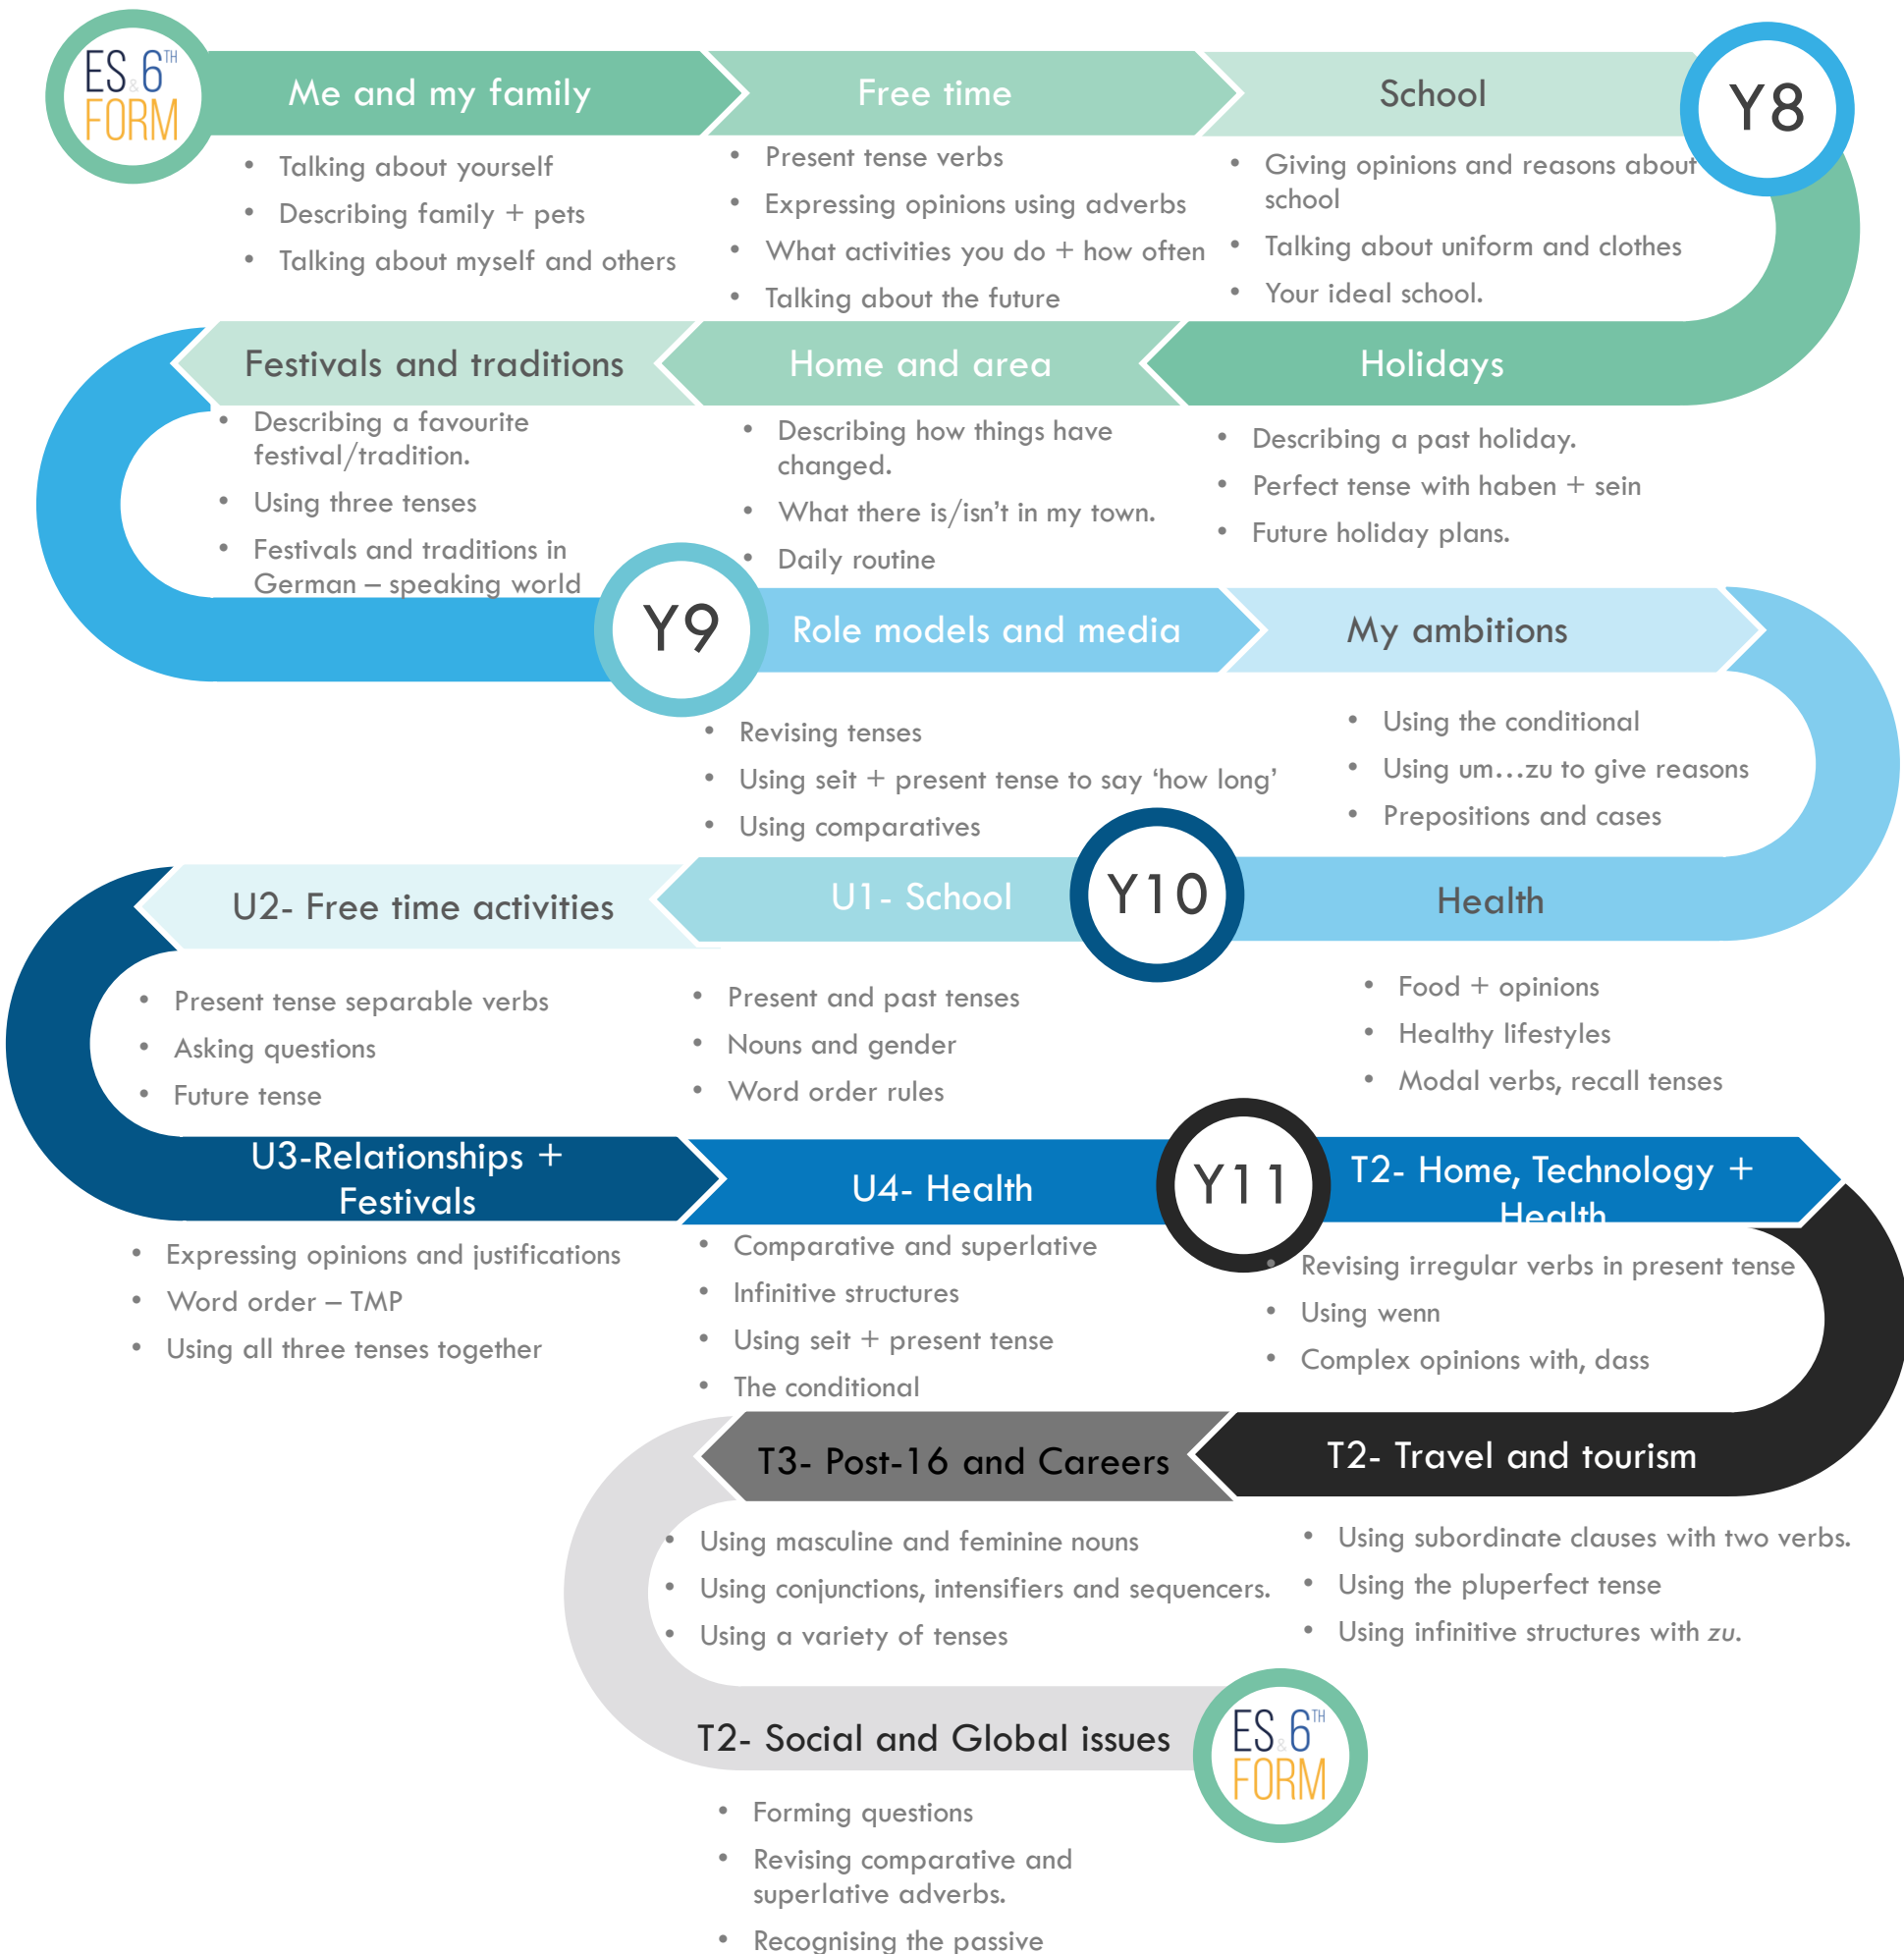 ES & 6TH
FORM
Me and my family
• Talking about yourself
• Describing family + pets
• Talking about myself and others
Free time
• Present tense verbs
• Expressing opinions using adverbs
• What activities you do + how often
• Talking about the future
School
• Giving opinions and reasons about
school
• Talking about uniform and clothes
• Your ideal school.
Y8
Holidays
• Describing a past holiday.
• Perfect tense with haben + sein
• Future holiday plans.
Home and area
• Describing how things have
changed.
• What there is/isn’t in my town.
• Daily routine
Festivals and traditions
• Describing a favourite
festival/tradition.
• Using three tenses
• Festivals and traditions in
German – speaking world
Y9
Role models and media
• Revising tenses
• Using seit + present tense to say ‘how long’
• Using comparatives
My ambitions
• Using the conditional
• Using um…zu to give reasons
• Prepositions and cases
Health
• Food + opinions
• Healthy lifestyles
• Modal verbs, recall tenses
Y10
U1- School
• Present and past tenses
• Nouns and gender
• Word order rules
U2- Free time activities
• Present tense separable verbs
• Asking questions
• Future tense
U3-Relationships +
Festivals
• Expressing opinions and justifications
• Word order – TMP
• Using all three tenses together
U4- Health
• Comparative and superlative
• Infinitive structures
• Using seit + present tense
• The conditional
Y11
T2- Home, Technology +
Health
• Revising irregular verbs in present tense
• Using wenn
• Complex opinions with, dass
T2- Travel and tourism
• Using subordinate clauses with two verbs.
• Using the pluperfect tense
• Using infinitive structures with zu.
T3- Post-16 and Careers
• Using masculine and feminine nouns
• Using conjunctions, intensifiers and sequencers.
• Using a variety of tenses
T2- Social and Global issues
• Forming questions
• Revising comparative and
superlative adverbs.
• Recognising the passive
ES & 6TH
FORM